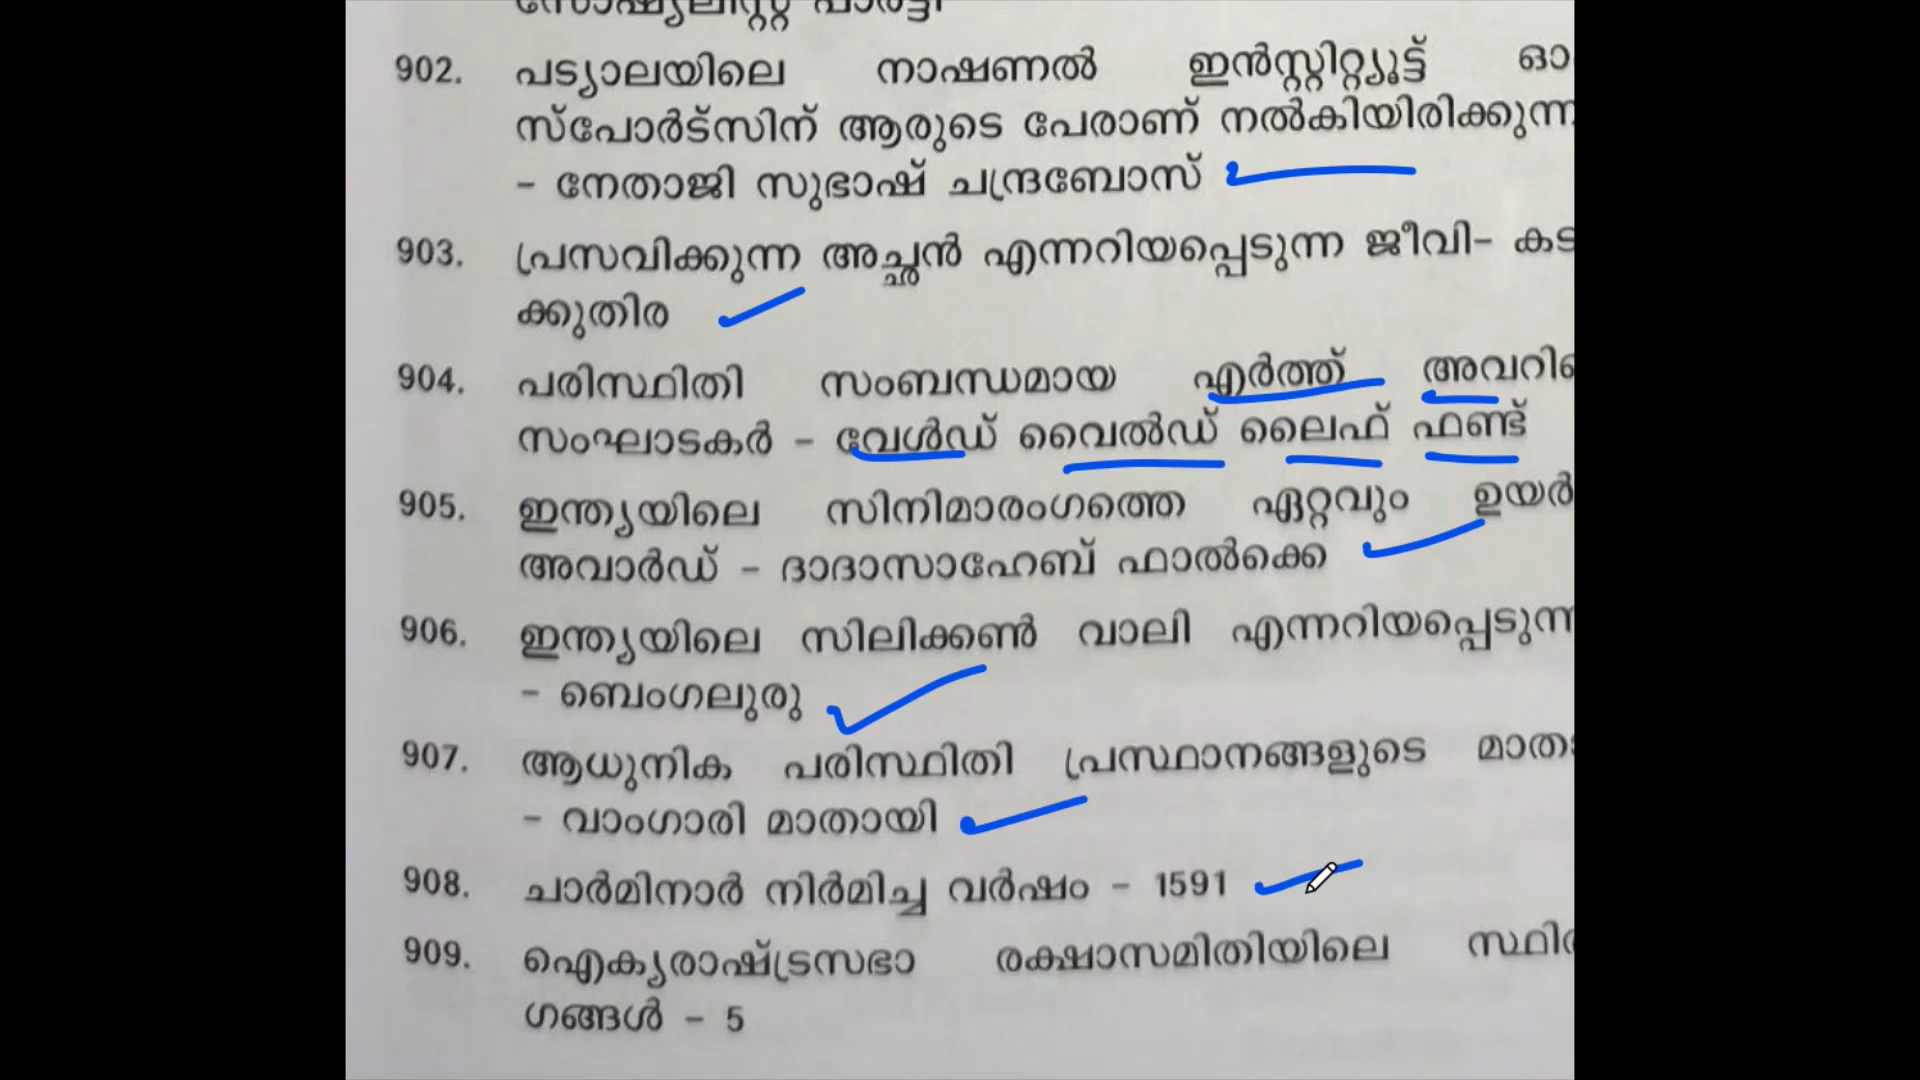 സോഷ്യലിസ്റ്റ് പാർട്ടി
902. പട്യാലയിലെ നാഷണൽ ഇൻസ്റ്റിറ്റ്യൂട്ട് ഓ
സ്പോർട്സിന് ആരുടെ പേരാണ് നൽകിയിരിക്കുന്ന
- നേതാജി സുഭാഷ് ചന്ദ്രബോസ്
903. പ്രസവിക്കുന്ന അച്ഛൻ എന്നറിയപ്പെടുന്ന ജീവി- കട
ക്കുതിര
904. പരിസ്ഥിതി സംബന്ധമായ എർത്ത് അവറി
സംഘാടകർ - വേൾഡ് വൈൽഡ് ലൈഫ് ഫണ്ട്
905. ഇന്ത്യയിലെ സിനിമാരംഗത്തെ ഏറ്റവും ഉയർ
അവാർഡ് - ദാദാസാഹേബ് ഫാൽക്കെ
906. ഇന്ത്യയിലെ സിലിക്കൺ വാലി എന്നറിയപ്പെടുന്ന
- ബെംഗലുരു
907. ആധുനിക പരിസ്ഥിതി പ്രസ്ഥാനങ്ങളുടെ മാതാ
- വാംഗാരി മാതായി
908. ചാർമിനാർ നിർമിച്ച വർഷം - 1591
909. ഐക്യരാഷ്ട്രസഭാ രക്ഷാസമിതിയിലെ സ്ഥിര
ഗങ്ങൾ - 5